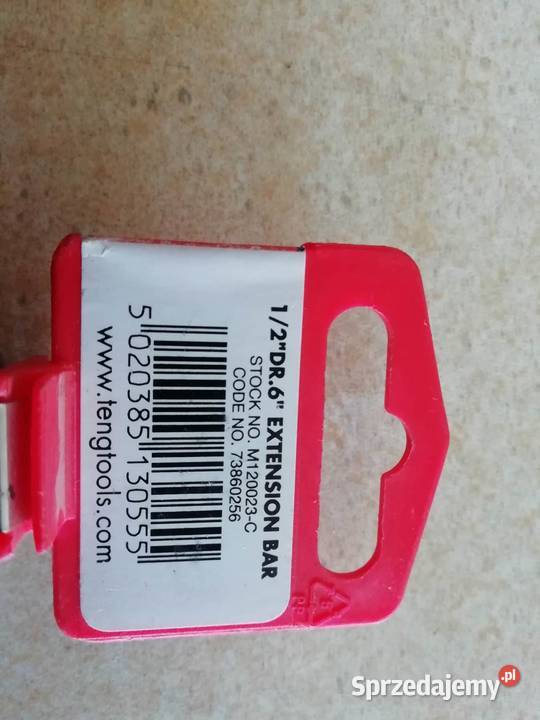 1/2"DR.6" EXTENSION BAR
STOCK NO. M120023-C
CODE NO. 73860256
5 020385 130555
www.tengtools.com
Sprzedajemy.pl